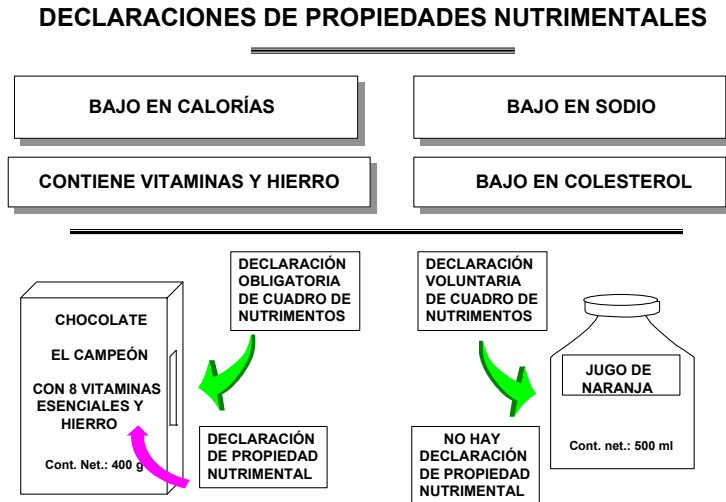 DECLARACIONES DE PROPIEDADES NUTRIMENTALES
BAJO EN CALORÍAS
BAJO EN SODIO
CONTIENE VITAMINAS Y HIERRO
BAJO EN COLESTEROL
DECLARACIÓN
OBLIGATORIA
DE CUADRO DE
NUTRIMENTOS
DECLARACIÓN
VOLUNTARIA
DE CUADRO DE
NUTRIMENTOS
CHOCOLATE
EL CAMPEÓN
CON 8 VITAMINAS
ESENCIALES Y
HIERRO
Cont. Net.: 400 g
DECLARACIÓN
DE PROPIEDAD
NUTRIMENTAL
JUGO DE
NARANJA
Cont. net.: 500 ml
NO HAY
DECLARACIÓN
DE PROPIEDAD
NUTRIMENTAL